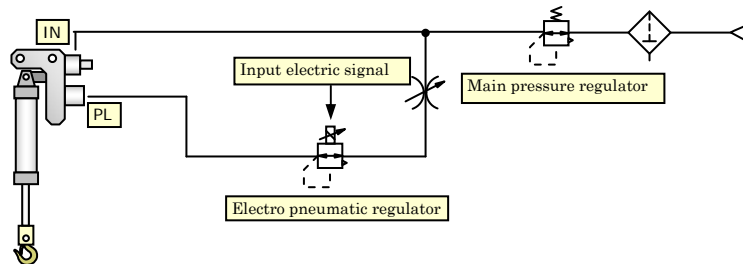 IN
Input electric signal
Main pressure regulator
PL
Electro pneumatic regulator